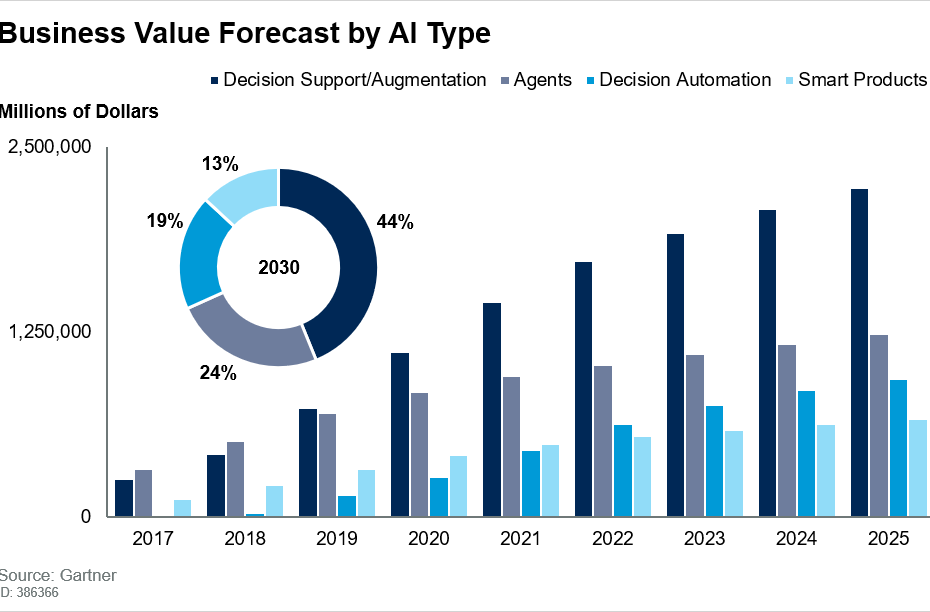 Business Value Forecast by AI Type
Decision Support/Augmentation Agents Decision Automation Smart Products
Millions of Dollars
2,500,000
13%
19%
44%
2030
1,250,000
24%
0
2017 2018 2019 2020 2021 2022 2023 2024 2025
Source: Gartner
ID: 386366